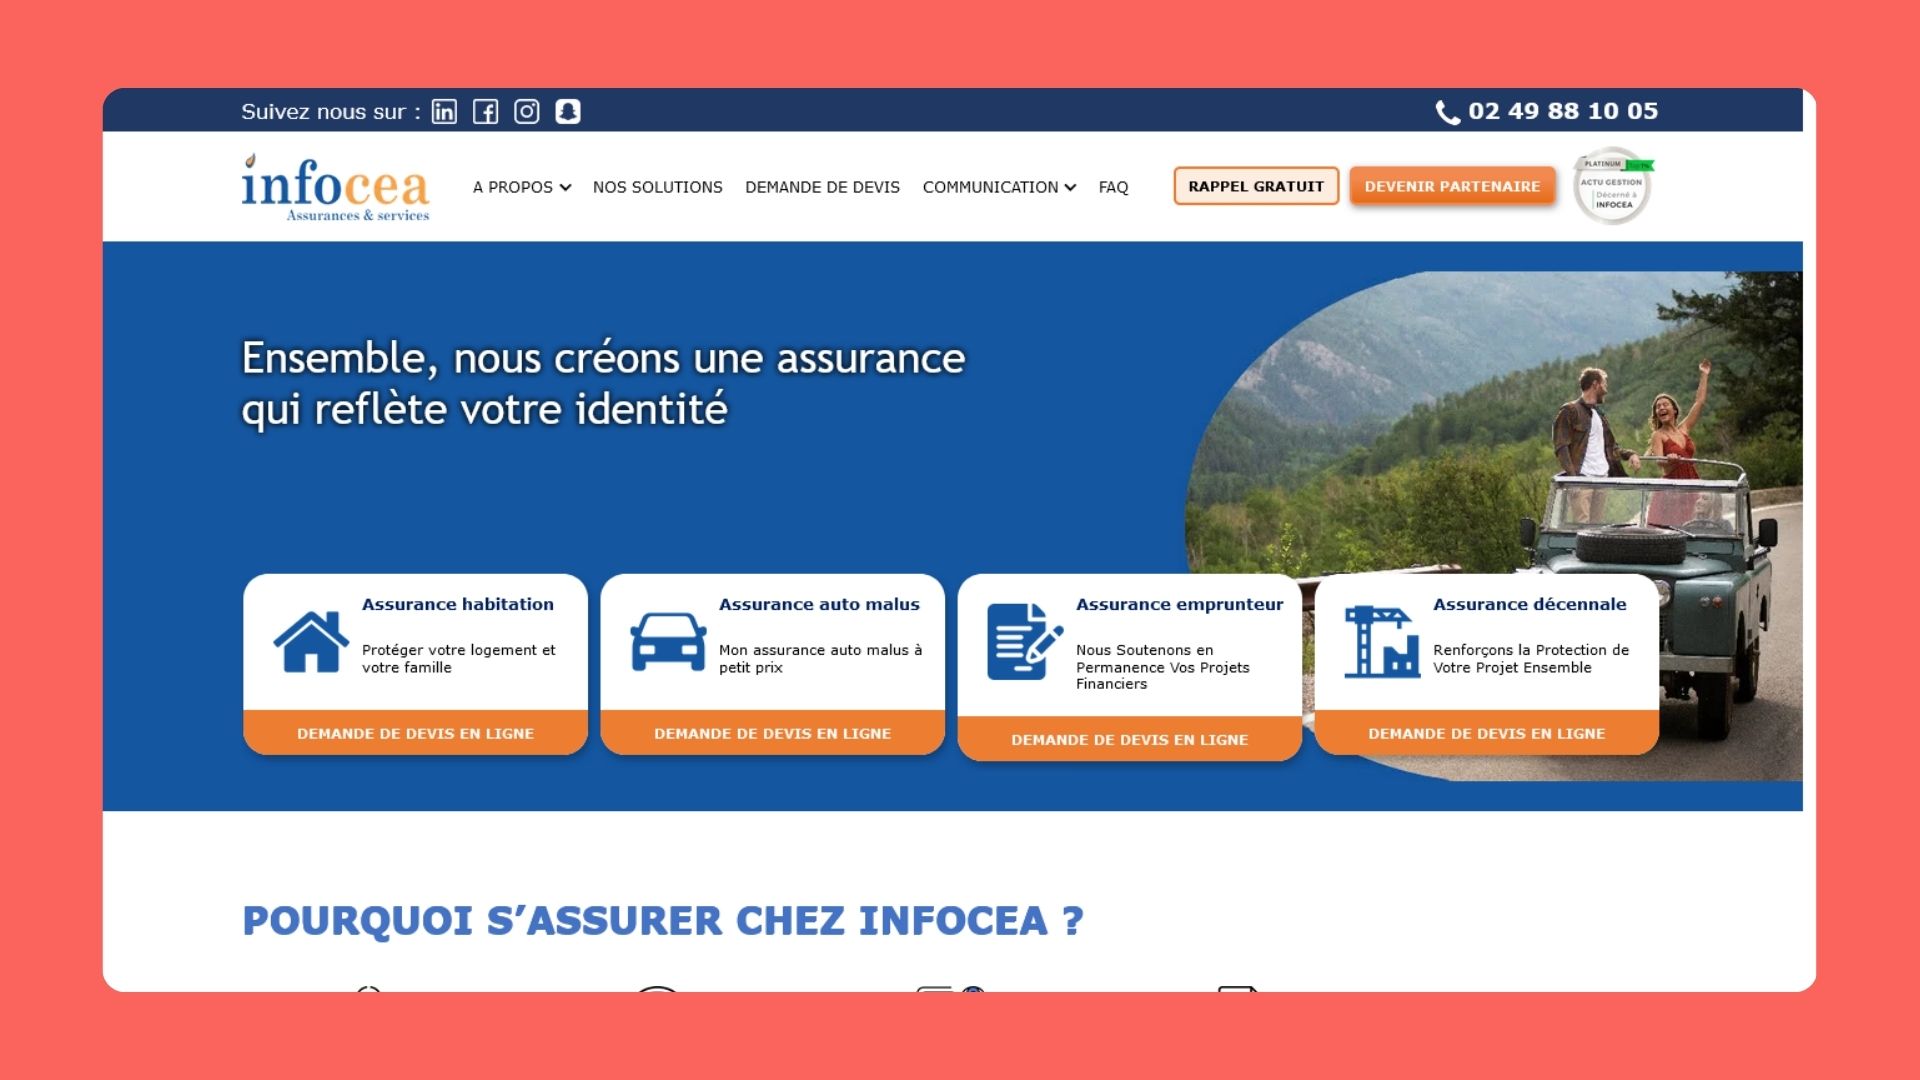 Suivez nous sur :
02 49 88 10 05
infocea
Assurances & services
A PROPOS
NOS SOLUTIONS
DEMANDE DE DEVIS
COMMUNICATION
FAQ
RAPPEL GRATUIT
DEVENIR PARTENAIRE
PLATINUM
ACTU GESTION
Décerné à
INFOCEA
Ensemble, nous créons une assurance
qui reflète votre identité
Assurance habitation
Protéger votre logement et
votre famille
DEMANDE DE DEVIS EN LIGNE
Assurance auto malus
Mon assurance auto malus à
petit prix
DEMANDE DE DEVIS EN LIGNE
Assurance emprunteur
Nous Soutenons en
Permanence Vos Projets
Financiers
DEMANDE DE DEVIS EN LIGNE
Assurance décennale
Renforçons la Protection de
Votre Projet Ensemble
DEMANDE DE DEVIS EN LIGNE
POURQUOI S’ASSURER CHEZ INFOCEA ?